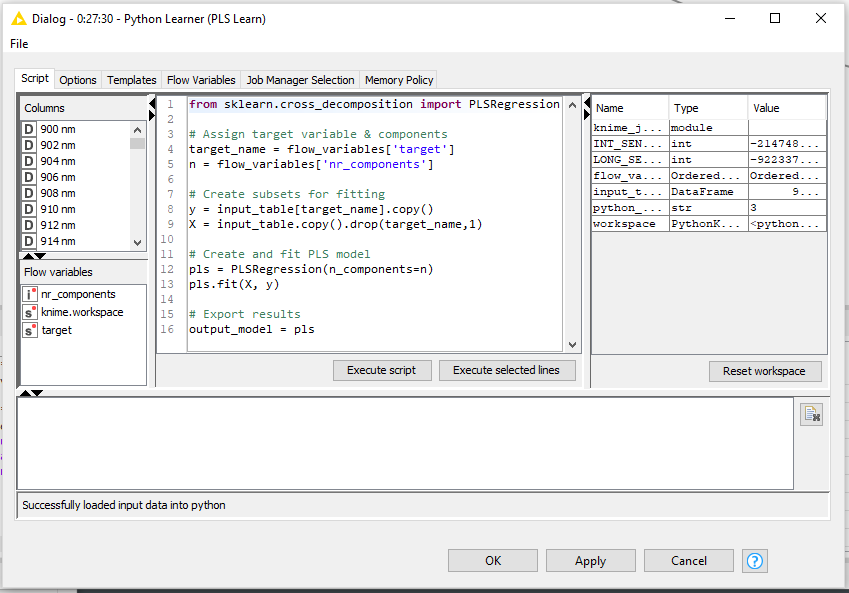 Dialog - 0:27:30 - Python Learner (PLS Learn)
File
Script Options Templates Flow Variables Job Manager Selection Memory Policy
Columns
D 900 nm
D 902 nm
D 904 nm
D 906 nm
D 908 nm
D 910 nm
D 912 nm
D 914 nm
Flow variables
i nr_components
s knime.workspace
s target
1 from sklearn.cross_decomposition import PLSRegression
2
3 # Assign target variable & components
4 target_name = flow_variables['target']
5 n = flow_variables['nr_components']
6
7 # Create subsets for fitting
8 y = input_table[target_name].copy()
9 X = input_table.copy().drop(target_name,1)
10
11 # Create and fit PLS model
12 pls = PLSRegression(n_components=n)
13 pls.fit(X, y)
14
15 # Export results
16 output_model = pls
Execute script Execute selected lines
Name Type Value
knime_j... module
INT_SEN... int -214748...
LONG_SE... int -922337...
flow_va... Ordered... Ordered...
input_t... DataFrame 9...
python_... str 3
workspace PythonK... <python...
Reset workspace
Successfully loaded input data into python
OK Apply Cancel ?